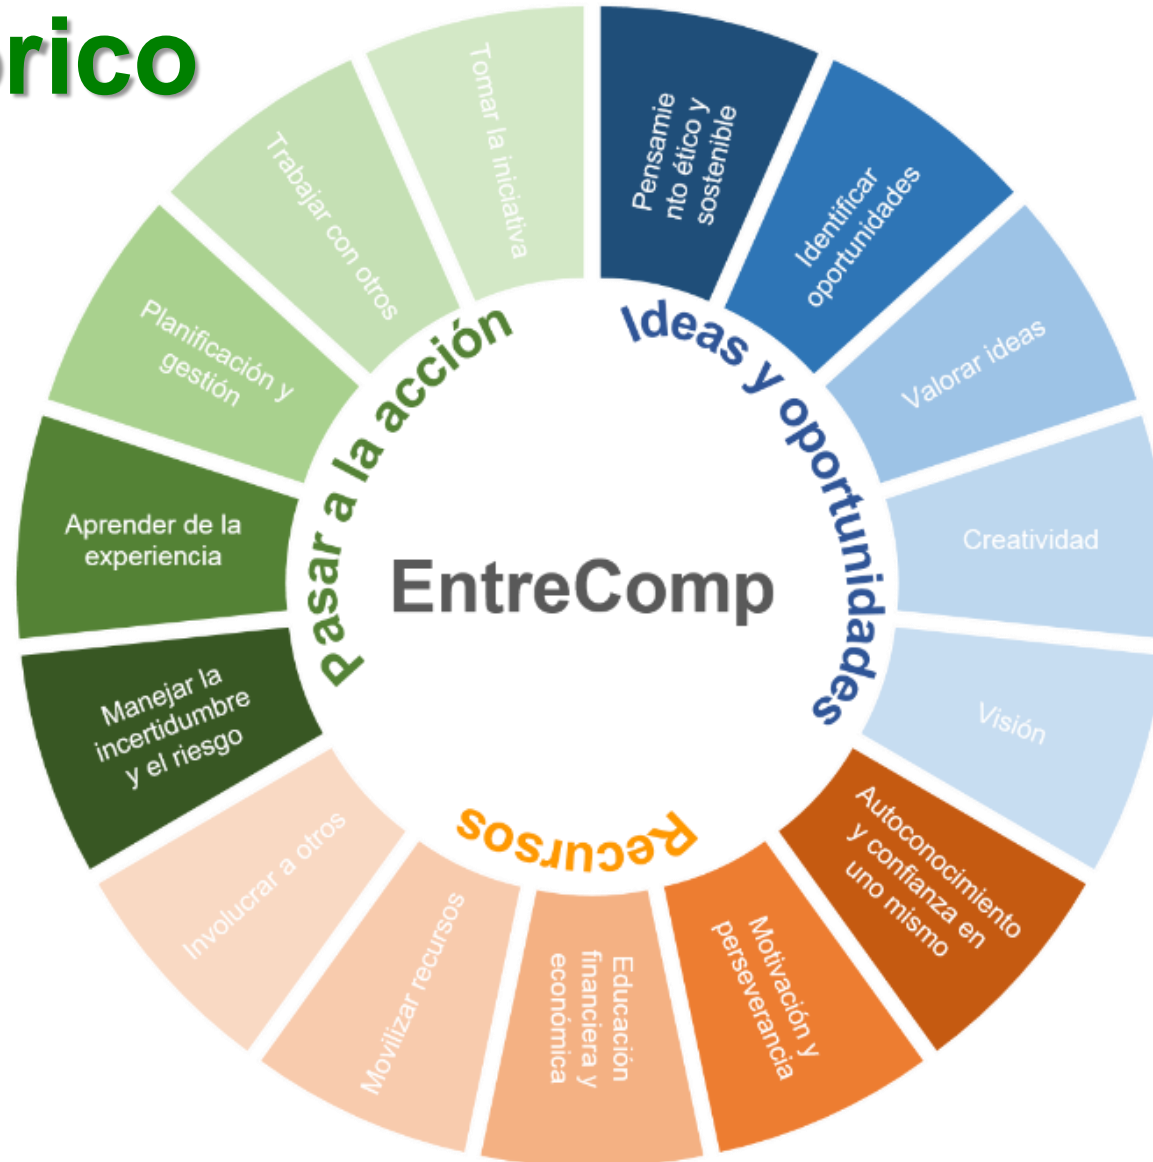 órico
Pensamie
nto ético y
sostenible
Identificar
oportunidades
Valorar ideas
Creatividad
Visión
Autoconocimiento
y confianza en
uno mismo
Motivación y
perseverancia
Educación
financiera y
económica
Movilizar recursos
Involucrar a otros
Manejar la
incertidumbre
y el riesgo
Aprender de la
experiencia
Planificación y
gestión
Trabajar con otros
Tomar la iniciativa
Ideas y oportunidades
Recursos
Pasar a la acción
EntreComp